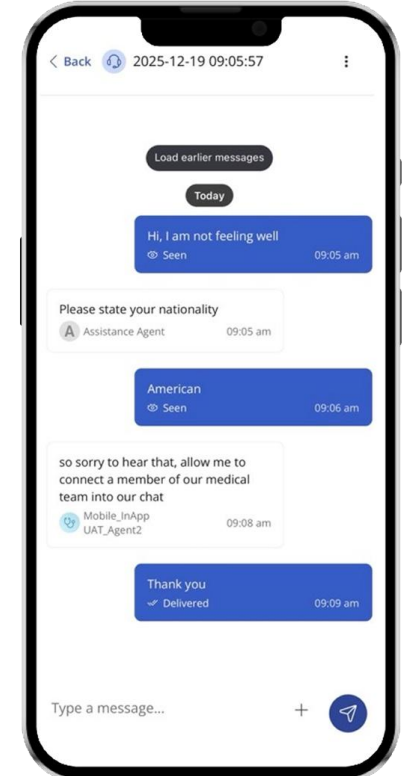 Back 2025-12-19 09:05:57
Load earlier messages
Today
Hi, I am not feeling well
Seen 09:05 am
Please state your nationality
A Assistance Agent 09:05 am
American
Seen 09:06 am
so sorry to hear that, allow me to
connect a member of our medical
team into our chat
Mobile_InApp
UAT_Agent2 09:08 am
Thank you
Delivered 09:09 am
Type a message...